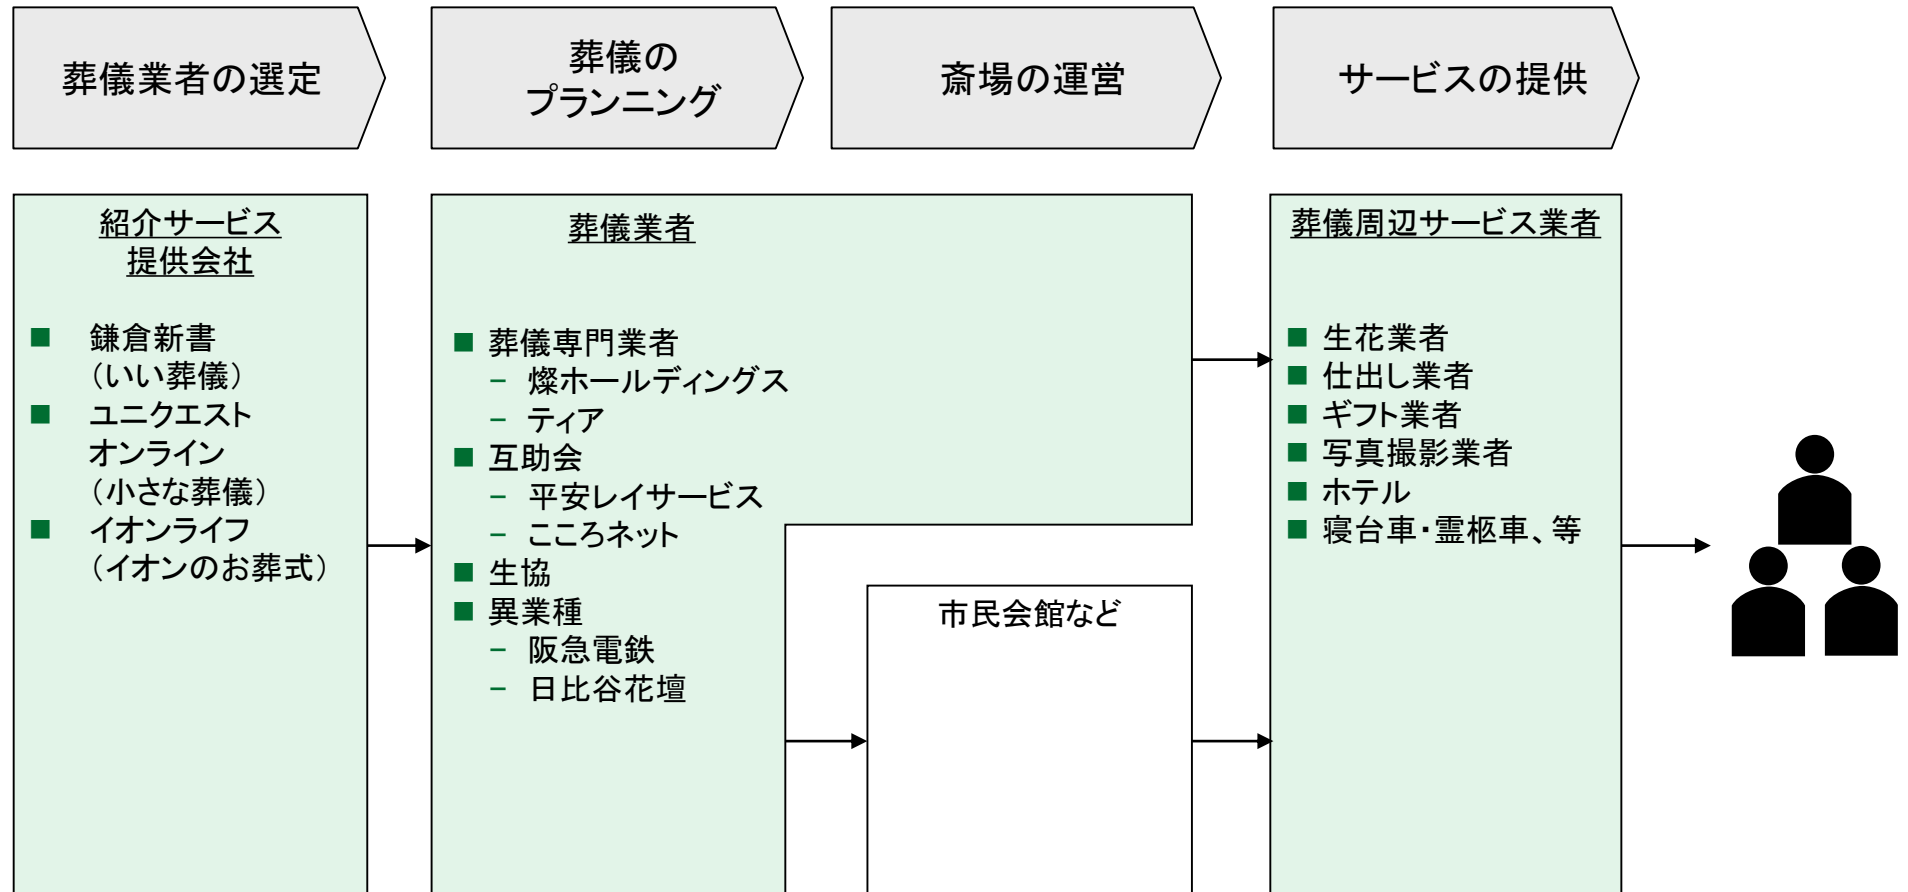 葬儀業者の選定
葬儀の
プランニング
斎場の運営
サービスの提供
紹介サービス
提供会社
■ 鎌倉新書
（いい葬儀）
■ ユニクエスト
オンライン
（小さな葬儀）
■ イオンライフ
（イオンのお葬式）
葬儀業者
■ 葬儀専門業者
– 燦ホールディングス
– ティア
■ 互助会
– 平安レイサービス
– こころネット
■ 生協
■ 異業種
– 阪急電鉄
– 日比谷花壇
市民会館など
葬儀周辺サービス業者
■ 生花業者
■ 仕出し業者
■ ギフト業者
■ 写真撮影業者
■ ホテル
■ 寝台車・霊柩車、等